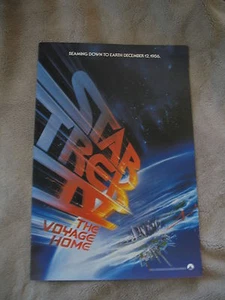 BEAMING DOWN TO EARTH DECEMBER 12, 1986.
STAR
TREK
IV
THE
VOYAGE
HOME